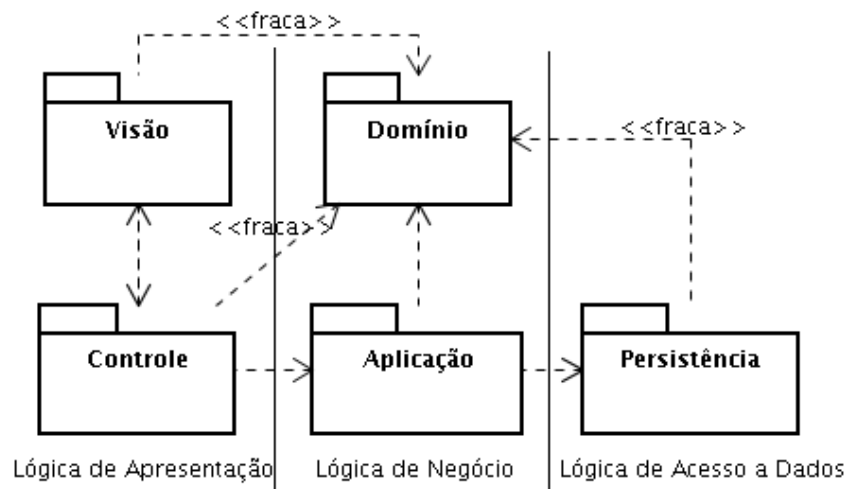 <<fraca>>
Visão
Domínio
<<fraca>>
<<fraca>>
Controle
Aplicação
Persistência
Lógica de Apresentação
Lógica de Negócio
Lógica de Acesso a Dados